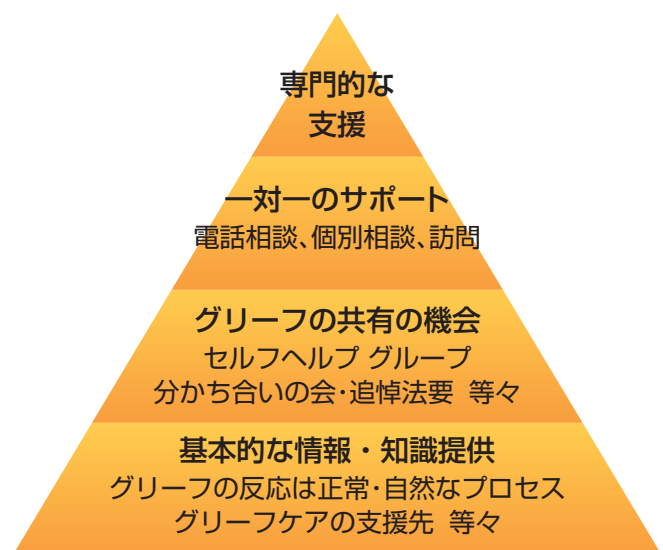 専門的な
支援
一対一のサポート
電話相談、個別相談、訪問
グリーフの共有の機会
セルフヘルプ グループ
分かち合いの会・追悼法要 等々
基本的な情報・知識提供
グリーフの反応は正常・自然なプロセス
グリーフケアの支援先 等々